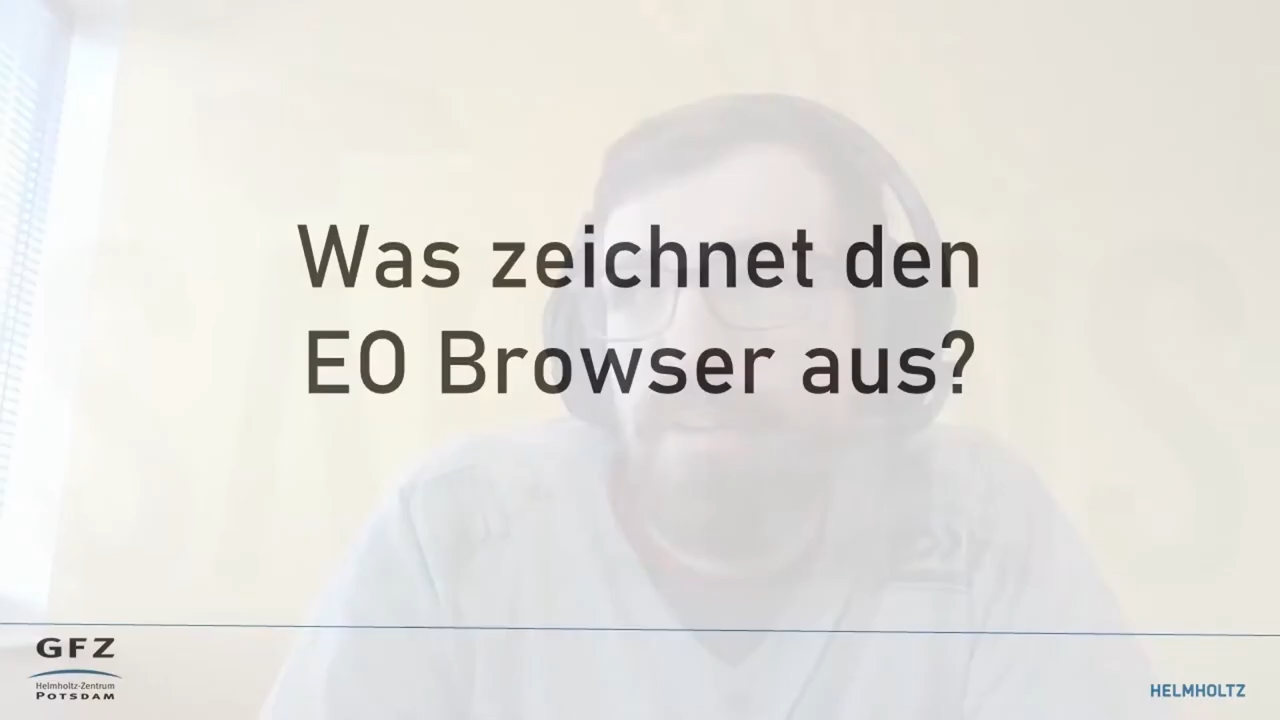 Was zeichnet den
EO Browser aus?
GFZ
Helmholtz-Zentrum
POTSDAM
HELMHOLTZ